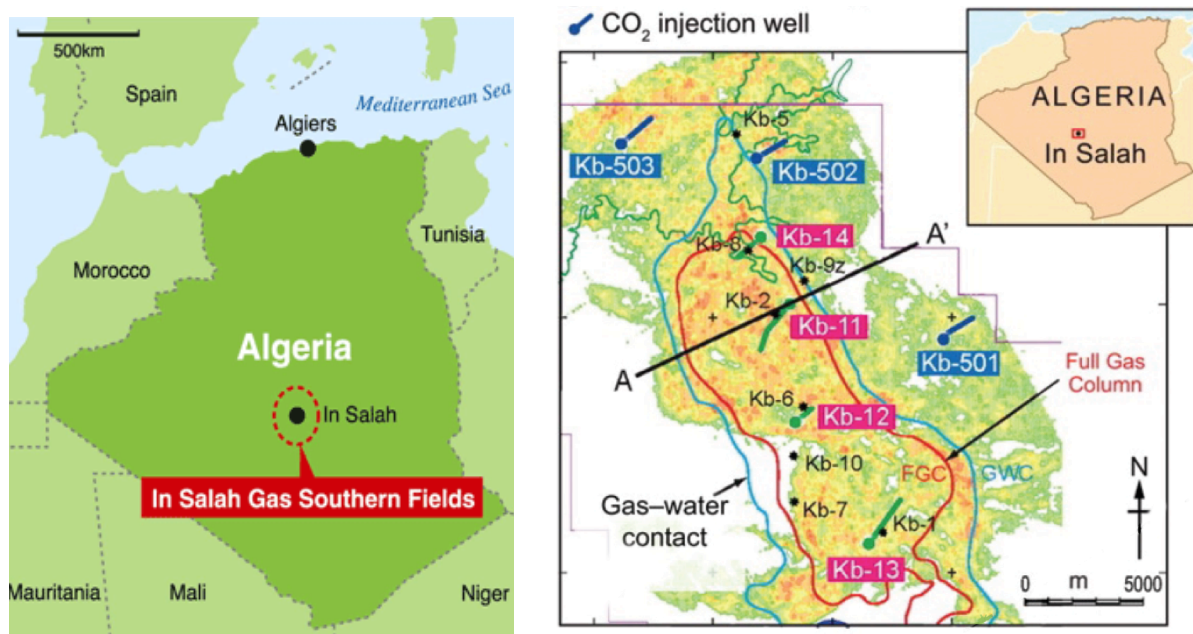 500km
Spain
Mediterranean Sea
Algiers
Tunisia
Morocco
Algeria
In Salah
In Salah Gas Southern Fields
Mauritania
Mali
Niger
CO₂ injection well
ALGERIA
In Salah
Kb-5
Kb-503
Kb-502
Kb-14
Kb-8
A'
Kb-9z
Kb-2
Kb-11
Kb-501
A
Full Gas
Column
Kb-6
Kb-12
Kb-10
FGC
GWC
N
Gas–water
contact
Kb-7
Kb-1
Kb-13
0 m 5000